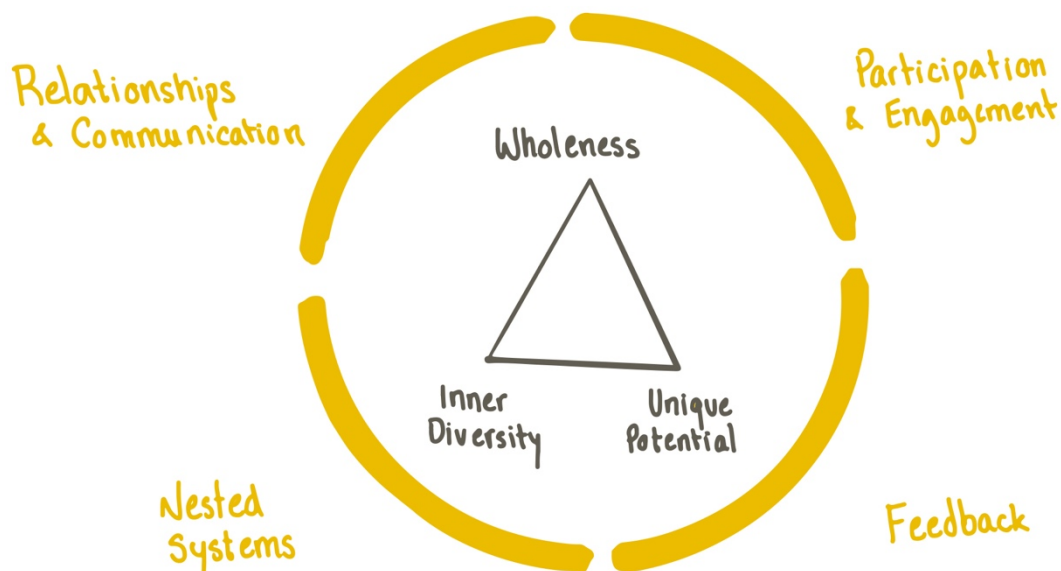 Relationships
& Communication
Participation
& Engagement
Wholeness
Inner
Diversity
Unique
Potential
Nested
Systems
Feedback